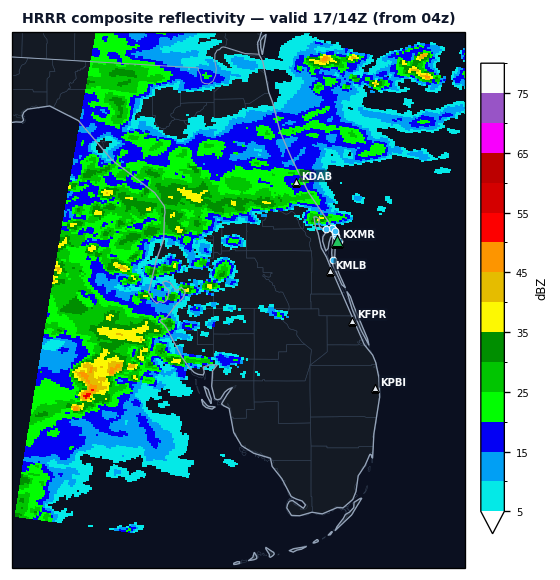 HRRR composite reflectivity — valid 17/14Z (from 04z)
KDAB
KXMR
KMLB
KFPR
KPBI
75
65
55
45
35
25
15
5
dBZ